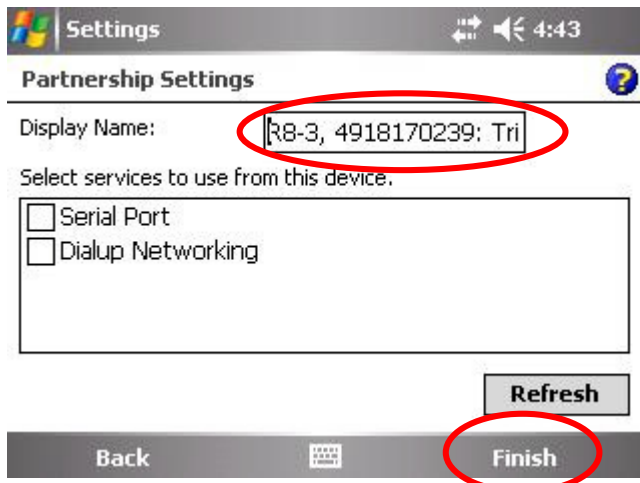 Settings 4:43
Partnership Settings
Display Name: R8-3, 4918170239: Tri
Select services to use from this device.
Serial Port
Dialup Networking
Refresh
Back Finish